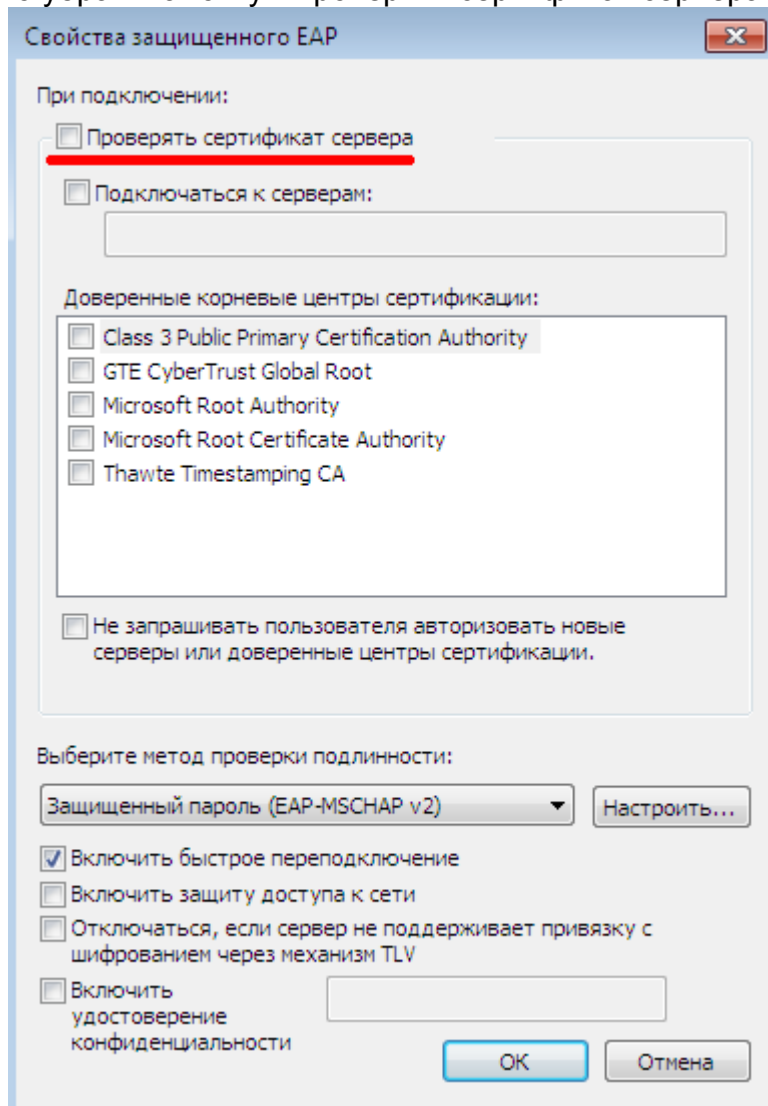 Свойства защищенного EAP
При подключении:
Проверять сертификат сервера
Подключаться к серверам:
Доверенные корневые центры сертификации:
Class 3 Public Primary Certification Authority
GTE CyberTrust Global Root
Microsoft Root Authority
Microsoft Root Certificate Authority
Thawte Timestamping CA
Не запрашивать пользователя авторизовать новые
серверы или доверенные центры сертификации.
Выберите метод проверки подлинности:
Защищенный пароль (EAP-MSCHAP v2)
Настроить...
Включить быстрое переподключение
Включить защиту доступа к сети
Отключаться, если сервер не поддерживает привязку с
шифрованием через механизм TLV
Включить
удостоверение
конфиденциальности
ОК
Отмена